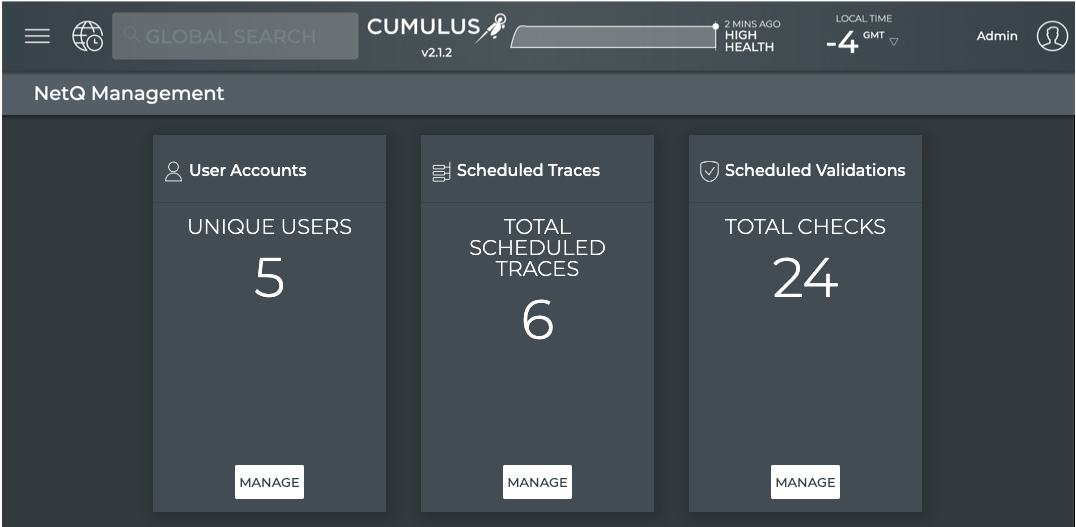 GLOBAL SEARCH
CUMULUS
v2.1.2
2 MINS AGO
HIGH
HEALTH
LOCAL TIME
-4 GMT
Admin
NetQ Management
User Accounts
UNIQUE USERS
5
MANAGE
Scheduled Traces
TOTAL
SCHEDULED
TRACES
6
MANAGE
Scheduled Validations
TOTAL CHECKS
24
MANAGE